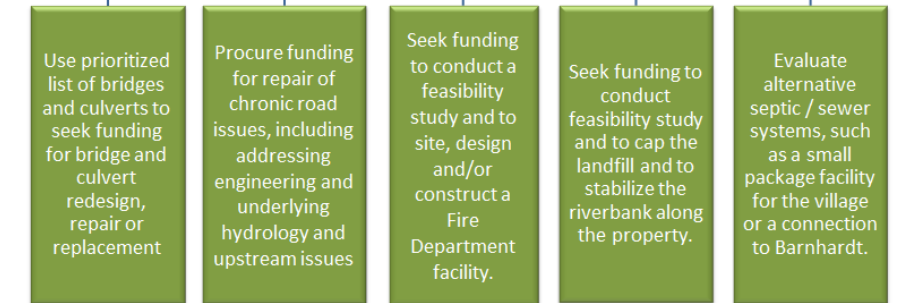 Use prioritized
list of bridges
and culverts to
seek funding
for bridge and
culvert
redesign,
repair or
replacement
Procure funding
for repair of
chronic road
issues, including
addressing
engineering and
underlying
hydrology and
upstream issues
Seek funding
to conduct a
feasibility
study and to
site, design
and/or
construct a
Fire
Department
facility.
Seek funding to
conduct
feasibility study
and to cap the
landfill and to
stabilize the
riverbank along
the property.
Evaluate
alternative
septic / sewer
systems, such
as a small
package facility
for the village
or a connection
to Barnhardt.